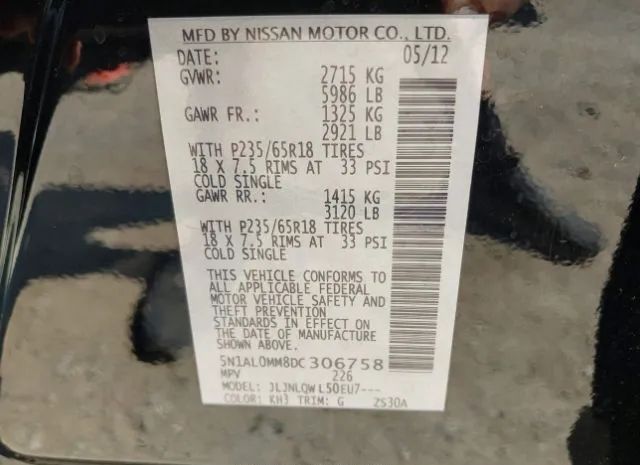 MFD BY NISSAN MOTOR CO., LTD.
DATE: 05/12
GVWR: 2715 KG
5986 LB
GAWR FR.: 1325 KG
2921 LB
WITH P235/65R18 TIRES
18 X 7.5 RIMS AT 33 PSI
COLD SINGLE
GAWR RR.: 1415 KG
3120 LB
WITH P235/65R18 TIRES
18 X 7.5 RIMS AT 33 PSI
COLD SINGLE
THIS VEHICLE CONFORMS TO
ALL APPLICABLE FEDERAL
MOTOR VEHICLE SAFETY AND
THEFT PREVENTION
STANDARDS IN EFFECT ON
THE DATE OF MANUFACTURE
SHOWN ABOVE.
5N1AL0MM8DC306758
MPV 226
MODEL: JLJNLQW L50EU7---
COLOR: KH3 TRIM: G 2S30A